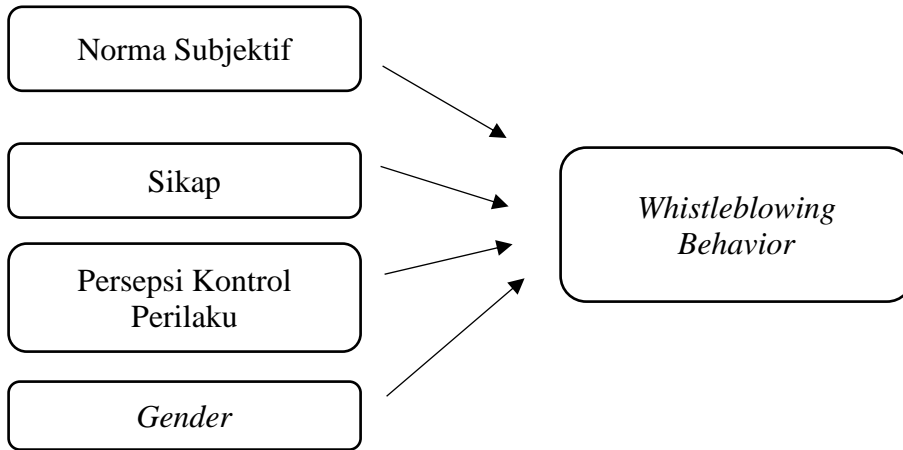 Norma Subjektif
Sikap
Persepsi Kontrol
Perilaku
Gender
Whistleblowing
Behavior